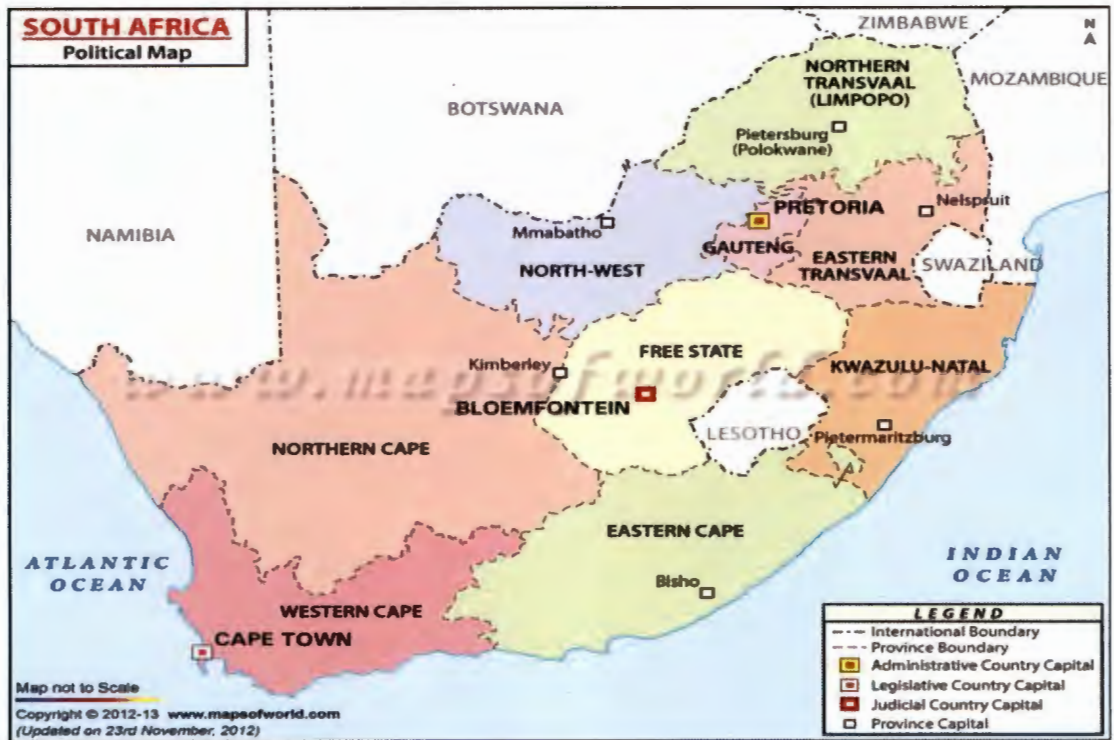 SOUTH AFRICA
Political Map
ZIMBABWE
N
MOZAMBIQUE
NORTHERN
TRANSVAAL
(LIMPOPO)
BOTSWANA
Pietersburg
(Polokwane)
NAMIBIA
Mmabatho
PRETORIA
Nelspruit
GAUTENG
NORTH-WEST
EASTERN
TRANSVAAL
SWAZILAND
FREE STATE
Kimberley
KWAZULU-NATAL
www.mapsofworld.com
BLOEMFONTEIN
LESOTHO
Pietermaritzburg
NORTHERN CAPE
EASTERN CAPE
ATLANTIC
OCEAN
INDIAN
OCEAN
Bisho
WESTERN CAPE
CAPE TOWN
LEGEND
International Boundary
Province Boundary
Administrative Country Capital
Legislative Country Capital
Judicial Country Capital
Province Capital
Map not to Scale
Copyright © 2012-13 www.mapsofworld.com
(Updated on 23rd November, 2012)